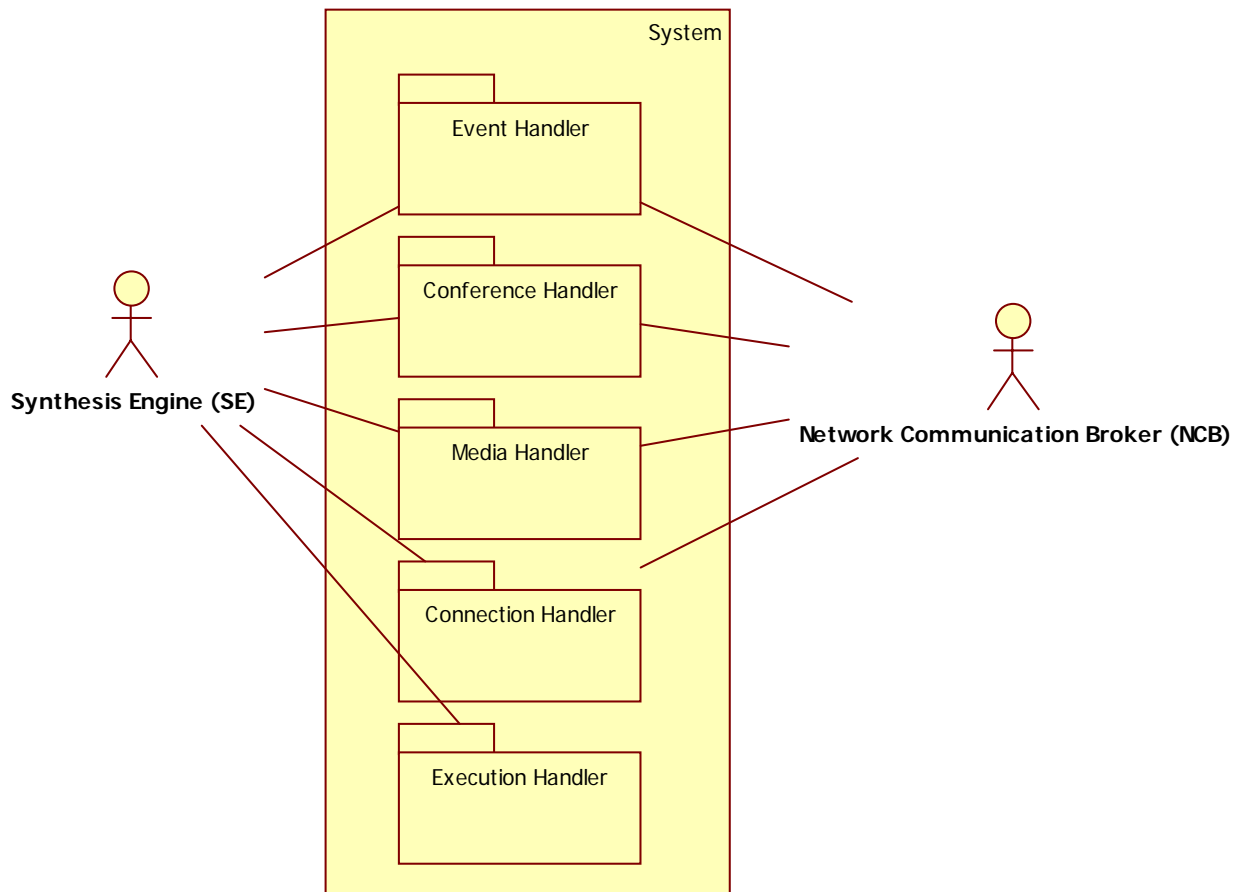 System
Event Handler
Conference Handler
Synthesis Engine (SE)
Media Handler
Network Communication Broker (NCB)
Connection Handler
Execution Handler